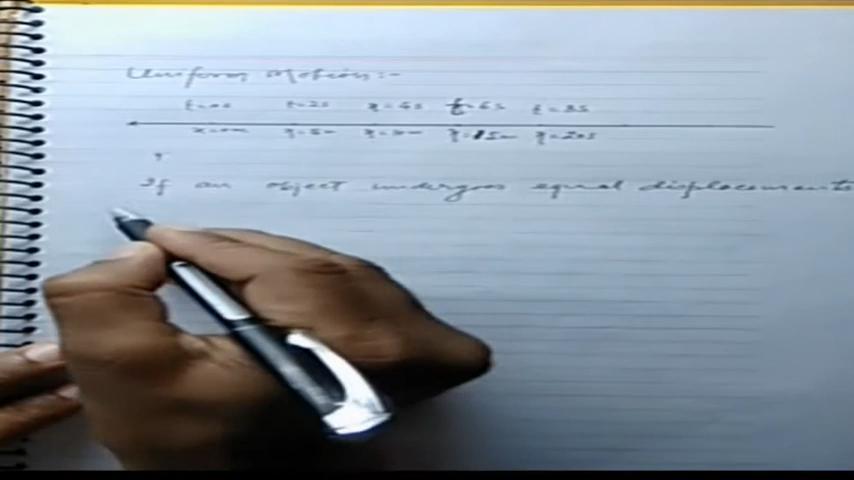 Uniform Motion:-
t=0s t=2s t=4s t=6s t=8s
x=0m x=5m x=10m x=15m x=20m
If an object undergoes equal displacements